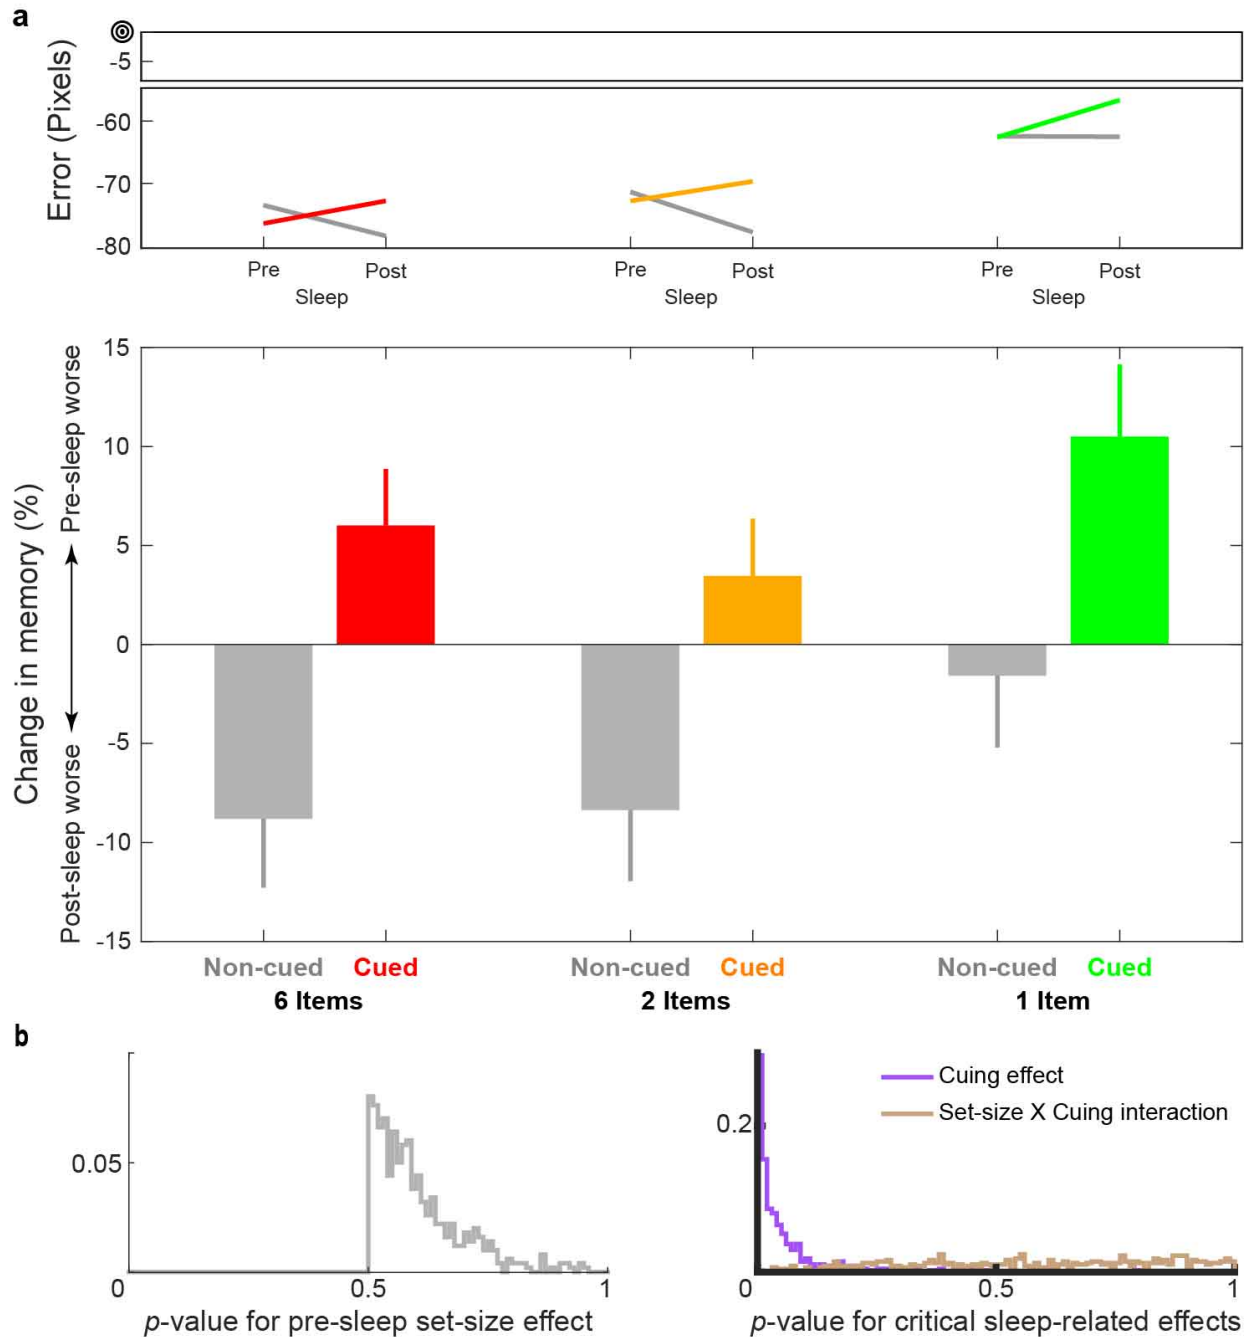 a
Error (Pixels)
-5
-60
-70
-80
Pre
Post
Sleep
Pre
Post
Sleep
Pre
Post
Sleep
Change in memory (%)
Post-sleep worse
Pre-sleep worse
15
10
5
0
-5
-10
-15
Non-cued Cued
6 Items
Non-cued Cued
2 Items
Non-cued Cued
1 Item
b
0.05
0
0.5
1
p-value for pre-sleep set-size effect
Cuing effect
Set-size X Cuing interaction
0.2
0
0.5
1
p-value for critical sleep-related effects